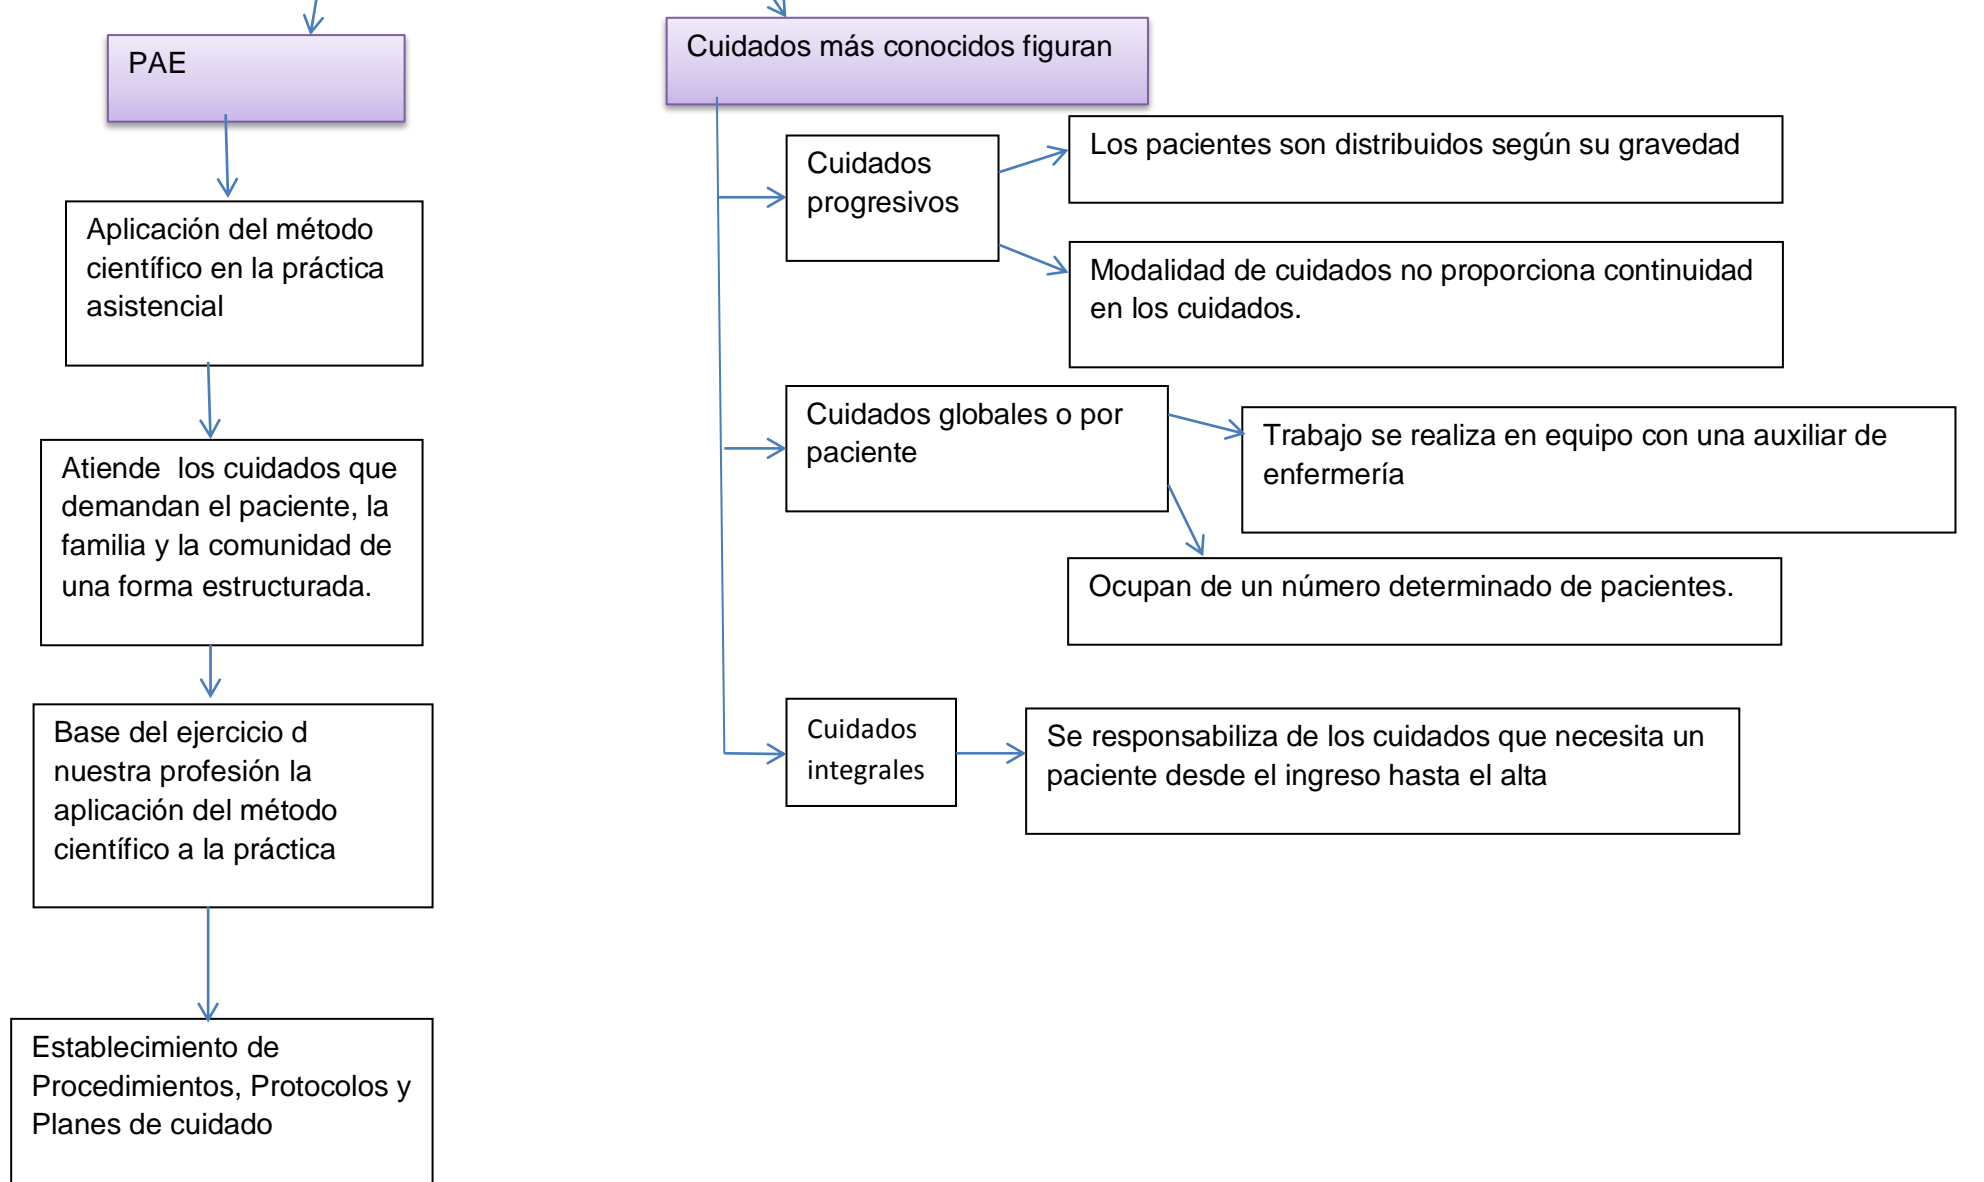 PAE
Aplicación del método
científico en la práctica
asistencial
Atiende  los cuidados que
demandan el paciente, la
familia y la comunidad de
una forma estructurada.
Base del ejercicio d
nuestra profesión la
aplicación del método
científico a la práctica
Establecimiento de
Procedimientos, Protocolos y
Planes de cuidado
Cuidados más conocidos figuran
Cuidados
progresivos
Los pacientes son distribuidos según su gravedad
Modalidad de cuidados no proporciona continuidad
en los cuidados.
Cuidados globales o por
paciente
Trabajo se realiza en equipo con una auxiliar de
enfermería
Ocupan de un número determinado de pacientes.
Cuidados
integrales
Se responsabiliza de los cuidados que necesita un
paciente desde el ingreso hasta el alta